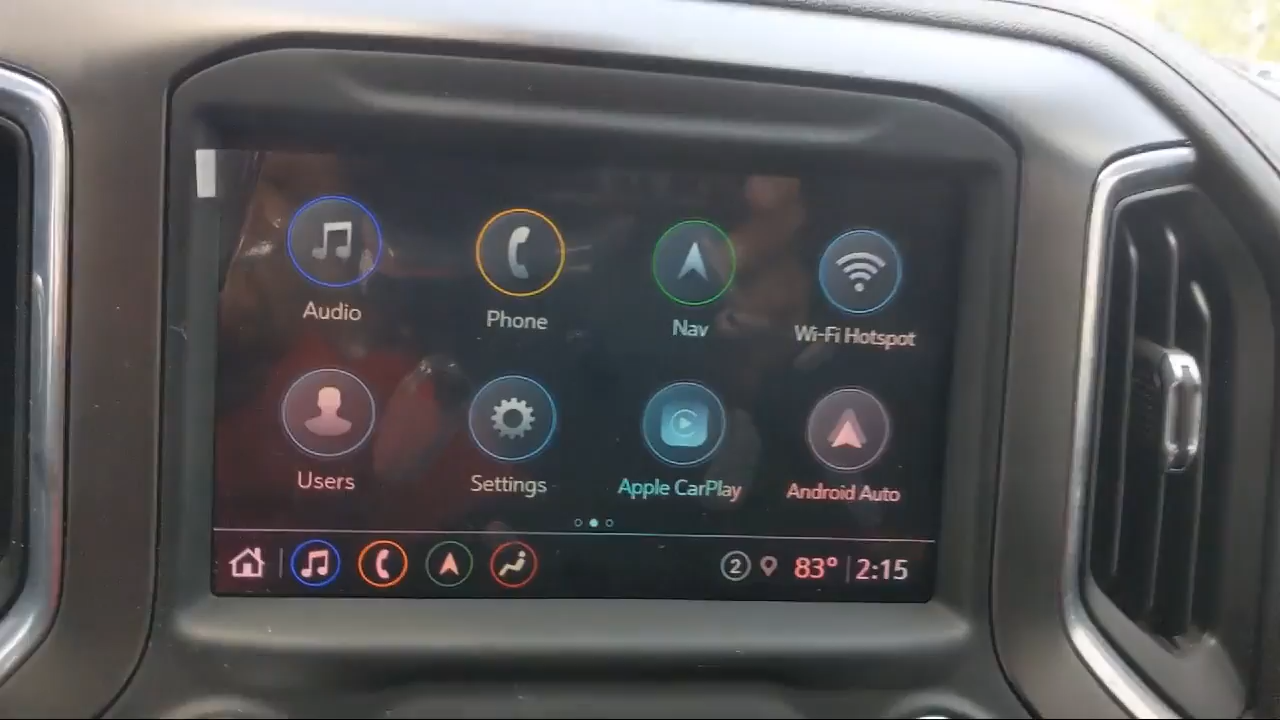 Audio
Phone
Nav
Wi-Fi Hotspot
Users
Settings
Apple CarPlay
Android Auto
2 83° 2:15